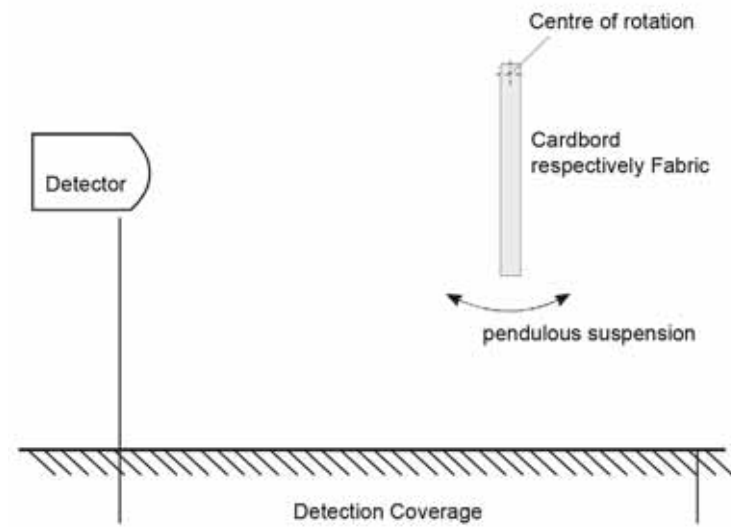 Centre of rotation
Detector
Cardbord
respectively Fabric
pendulous suspension
Detection Coverage